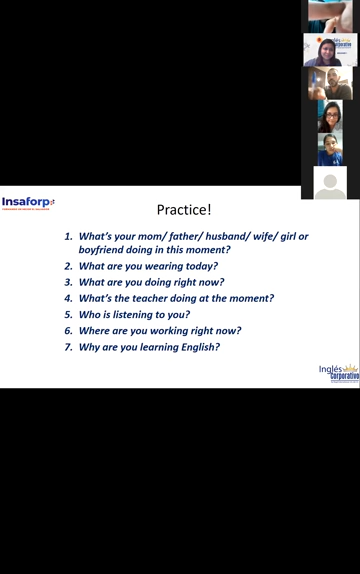 Insaforp
Practice!
1. What's your mom/ father/ husband/ wife/ girl or
boyfriend doing in this moment?
2. What are you wearing today?
3. What are you doing right now?
4. What's the teacher doing at the moment?
5. Who is listening to you?
6. Where are you working right now?
7. Why are you learning English?
Inglés
Corporativo